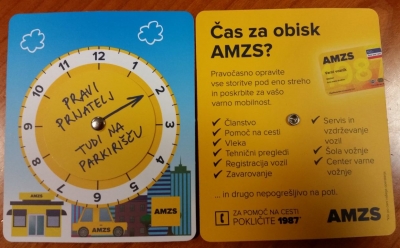 12
1
2
3
4
5
6
7
8
9
10
11
PRAVI
PRIJATELJ
TUDI NA
PARKIRIŠČU
AMZS
AMZS
AMZS
Čas za obisk
AMZS?
AMZS
Pravočasno opravite
vse storitve pod eno streho
in poskrbite za vašo
varno mobilnost.
Članstvo
Pomoč na cesti
Vleka
Tehnični pregledi
Registracija vozil
Zavarovanje
Servis in
vzdrževanje
vozil
Šola vožnje
Center varne
vožnje
... in drugo nepogrešljivo na poti.
ZA POMOČ NA CESTI
POKLIČITE 1987
AMZS